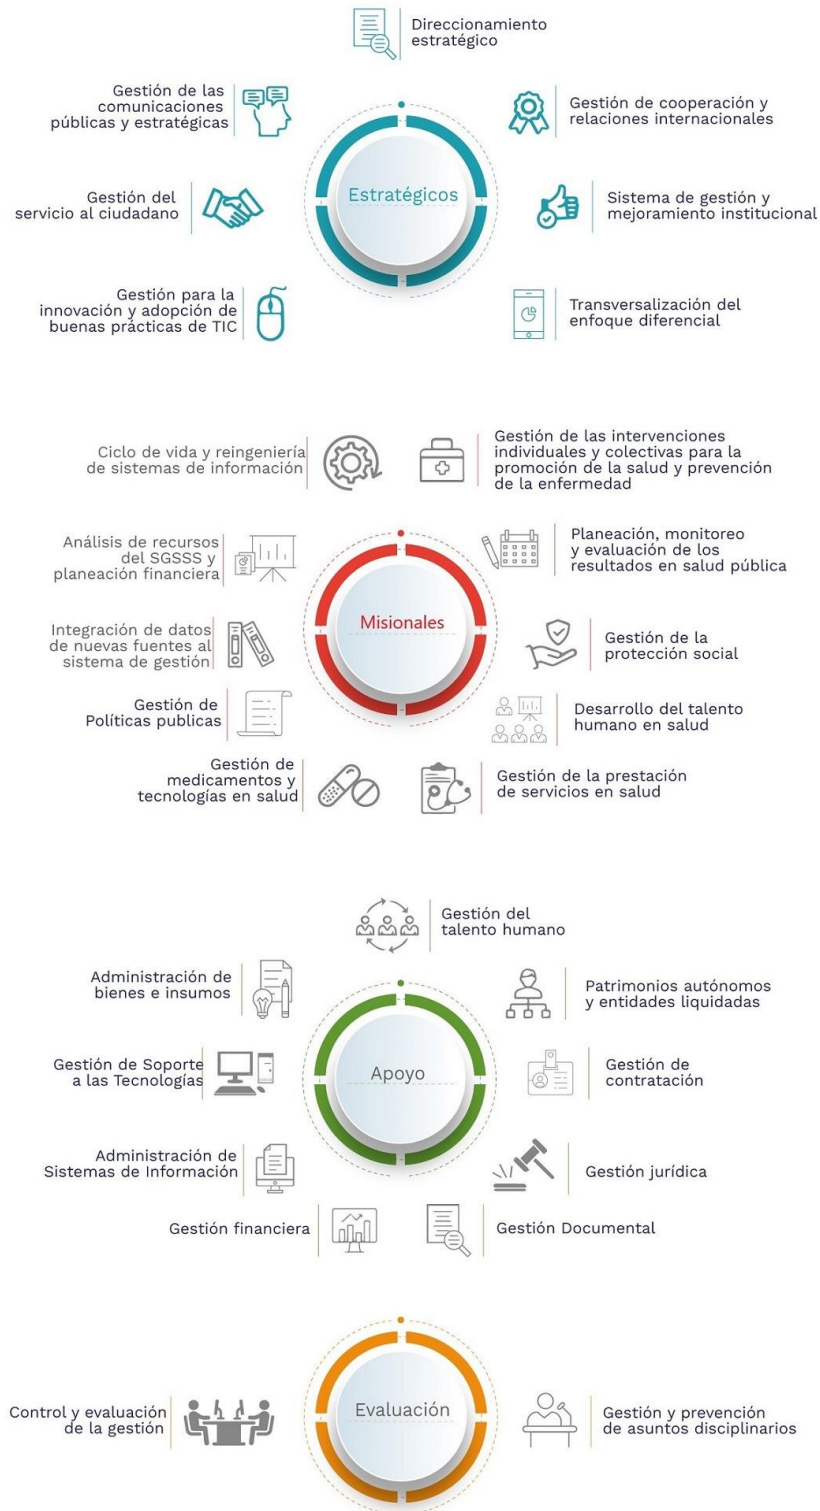 Direccionamiento
estratégico
Gestión de las
comunicaciones
públicas y estratégicas
Gestión de cooperación y
relaciones internacionales
Estratégicos
Gestión del
servicio al ciudadano
Sistema de gestión y
mejoramiento institucional
Gestión para la
innovación y adopción de
buenas prácticas de TIC
Transversalización del
enfoque diferencial
Ciclo de vida y reingeniería
de sistemas de información
Gestión de las intervenciones
individuales y colectivas para la
promoción de la salud y prevención
de la enfermedad
Análisis de recursos
del SGSSS y
planeación financiera
Planeación, monitoreo
y evaluación de los
resultados en salud pública
Misionales
Integración de datos
de nuevas fuentes al
sistema de gestión
Gestión de la
protección social
Gestión de
Políticas publicas
Desarrollo del talento
humano en salud
Gestión de
medicamentos y
tecnologías en salud
Gestión de la prestación
de servicios en salud
Gestión del
talento humano
Administración de
bienes e insumos
Patrimonios autónomos
y entidades liquidadas
Apoyo
Gestión de Soporte
a las Tecnologías
Gestión de
contratación
Administración de
Sistemas de Información
Gestión jurídica
Gestión financiera
Gestión Documental
Evaluación
Control y evaluación
de la gestión
Gestión y prevención
de asuntos disciplinarios